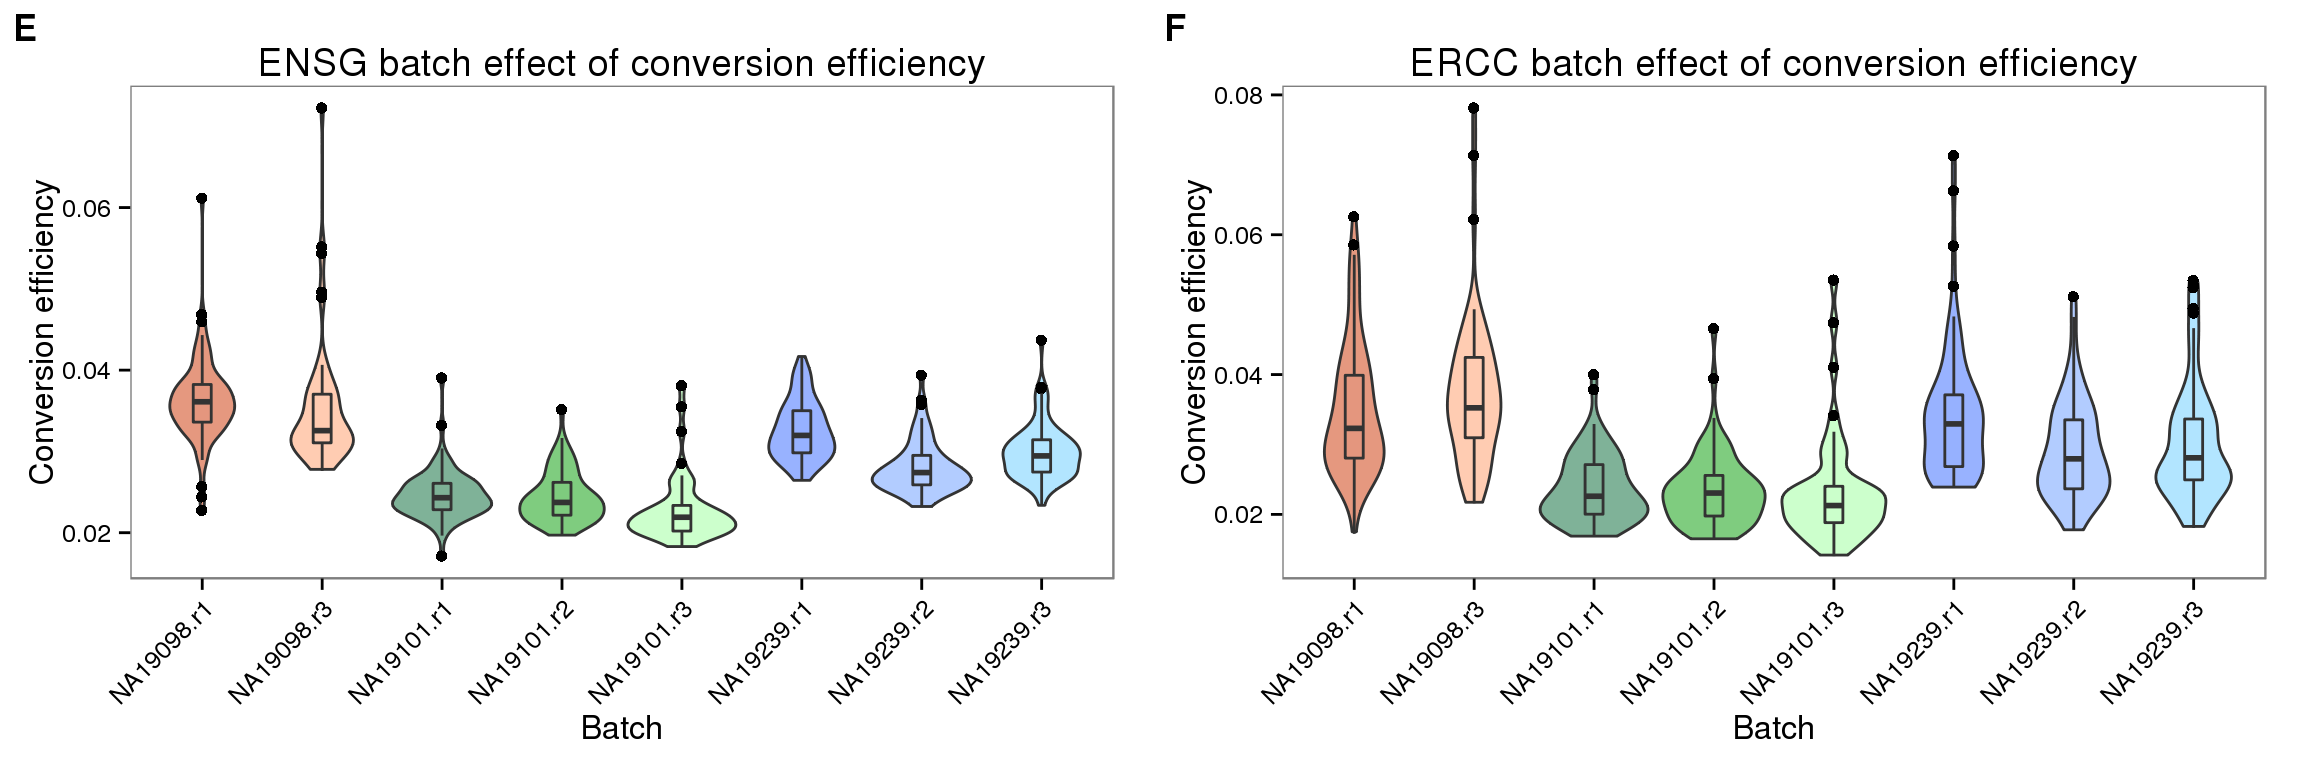 E
ENSG batch effect of conversion efficiency
Conversion efficiency
0.06
0.04
0.02
NA19098.r1
NA19098.r3
NA19101.r1
NA19101.r2
NA19101.r3
NA19239.r1
NA19239.r2
NA19239.r3
Batch
F
ERCC batch effect of conversion efficiency
Conversion efficiency
0.08
0.06
0.04
0.02
NA19098.r1
NA19098.r3
NA19101.r1
NA19101.r2
NA19101.r3
NA19239.r1
NA19239.r2
NA19239.r3
Batch